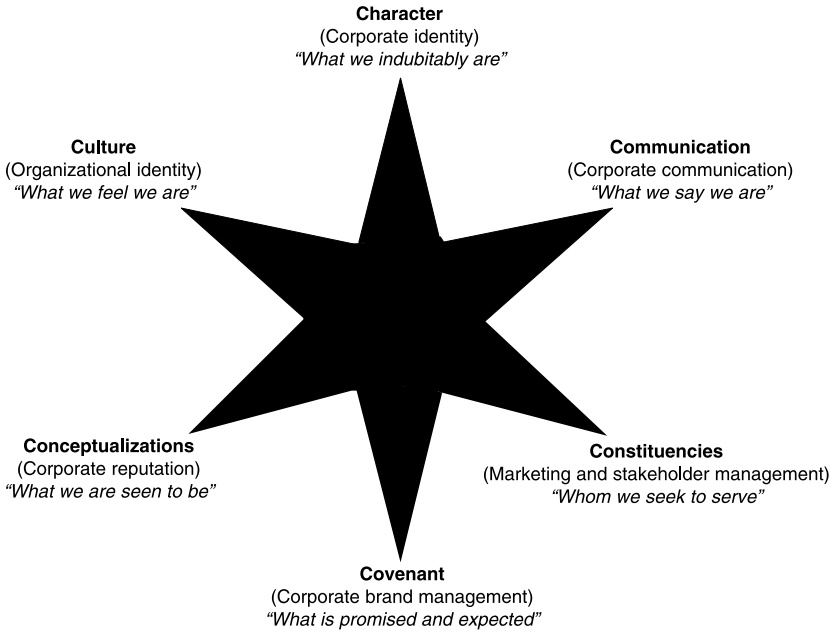 Character
(Corporate identity)
“What we indubitably are”
Culture
(Organizational identity)
“What we feel we are”
Communication
(Corporate communication)
“What we say we are”
Conceptualizations
(Corporate reputation)
“What we are seen to be”
Constituencies
(Marketing and stakeholder management)
“Whom we seek to serve”
Covenant
(Corporate brand management)
“What is promised and expected”